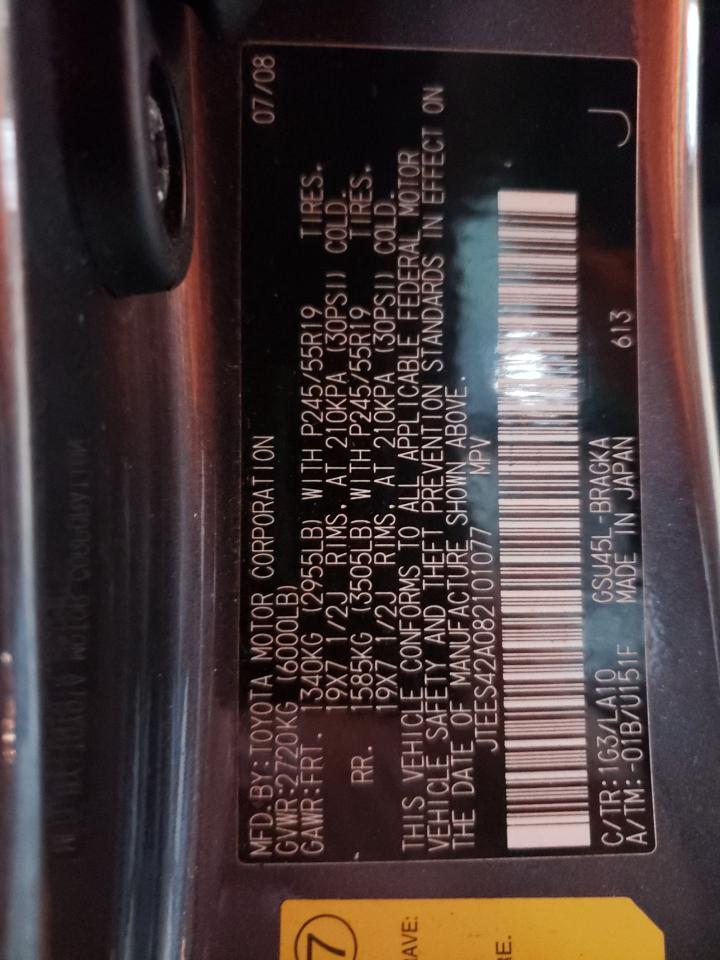 MFD.BY:TOYOTA MOTOR CORPORATION 07/08
GVWR:2720KG (6000LB)
GAWR:FRT. 1340KG (2955LB) WITH P245/55R19 TIRES.
19X7 1/2J RIMS, AT 210KPA (30PSI) COLD.
RR. 1585KG (3505LB) WITH P245/55R19 TIRES.
19X7 1/2J RIMS, AT 210KPA (30PSI) COLD.
THIS VEHICLE CONFORMS TO ALL APPLICABLE FEDERAL MOTOR
VEHICLE SAFETY AND THEFT PREVENTION STANDARDS IN EFFECT ON
THE DATE OF MANUFACTURE SHOWN ABOVE.
JTEES42A082101077 MPV
C/TR:1G3/LA10 GSU45L-BRAGKA
A/TM:-01B/U151F MADE IN JAPAN 613 J
7
AVE:
RE.